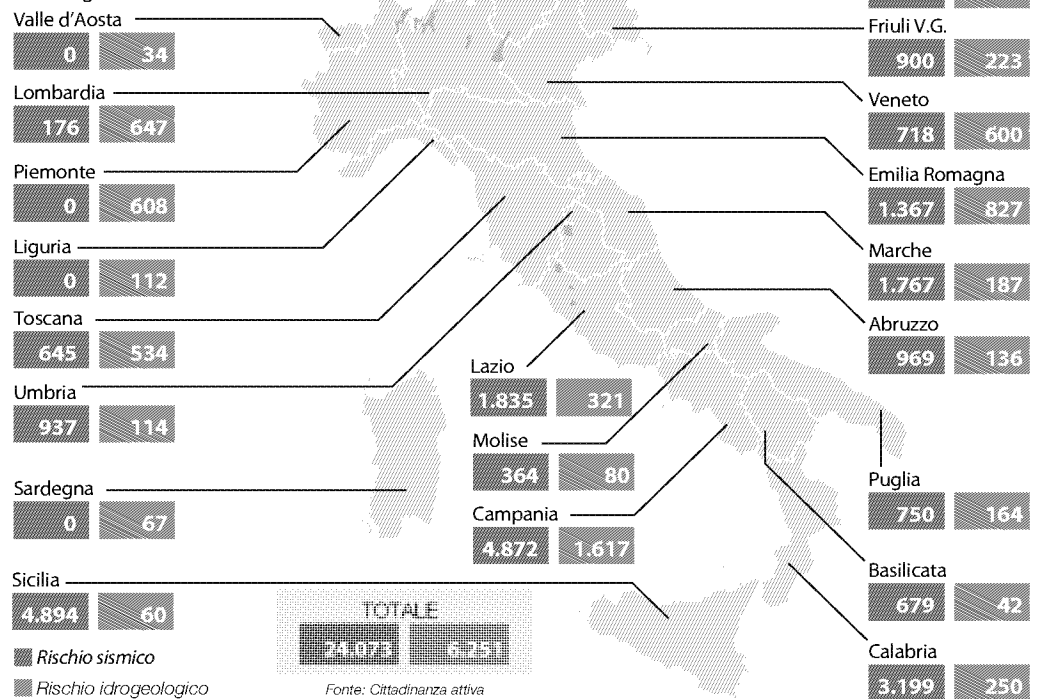 Valle d'Aosta
0 34
Lombardia
176 647
Piemonte
0 608
Liguria
0 112
Toscana
645 534
Umbria
937 114
Sardegna
0 67
Sicilia
4.894 60
Rischio sismico
Rischio idrogeologico
Lazio
1.835 321
Molise
364 80
Campania
4.872 1.617
TOTALE
24.073 6.251
Fonte: Cittadinanza attiva
Friuli V.G.
900 223
Veneto
718 600
Emilia Romagna
1.367 827
Marche
1.767 187
Abruzzo
969 136
Puglia
750 164
Basilicata
679 42
Calabria
3.199 250